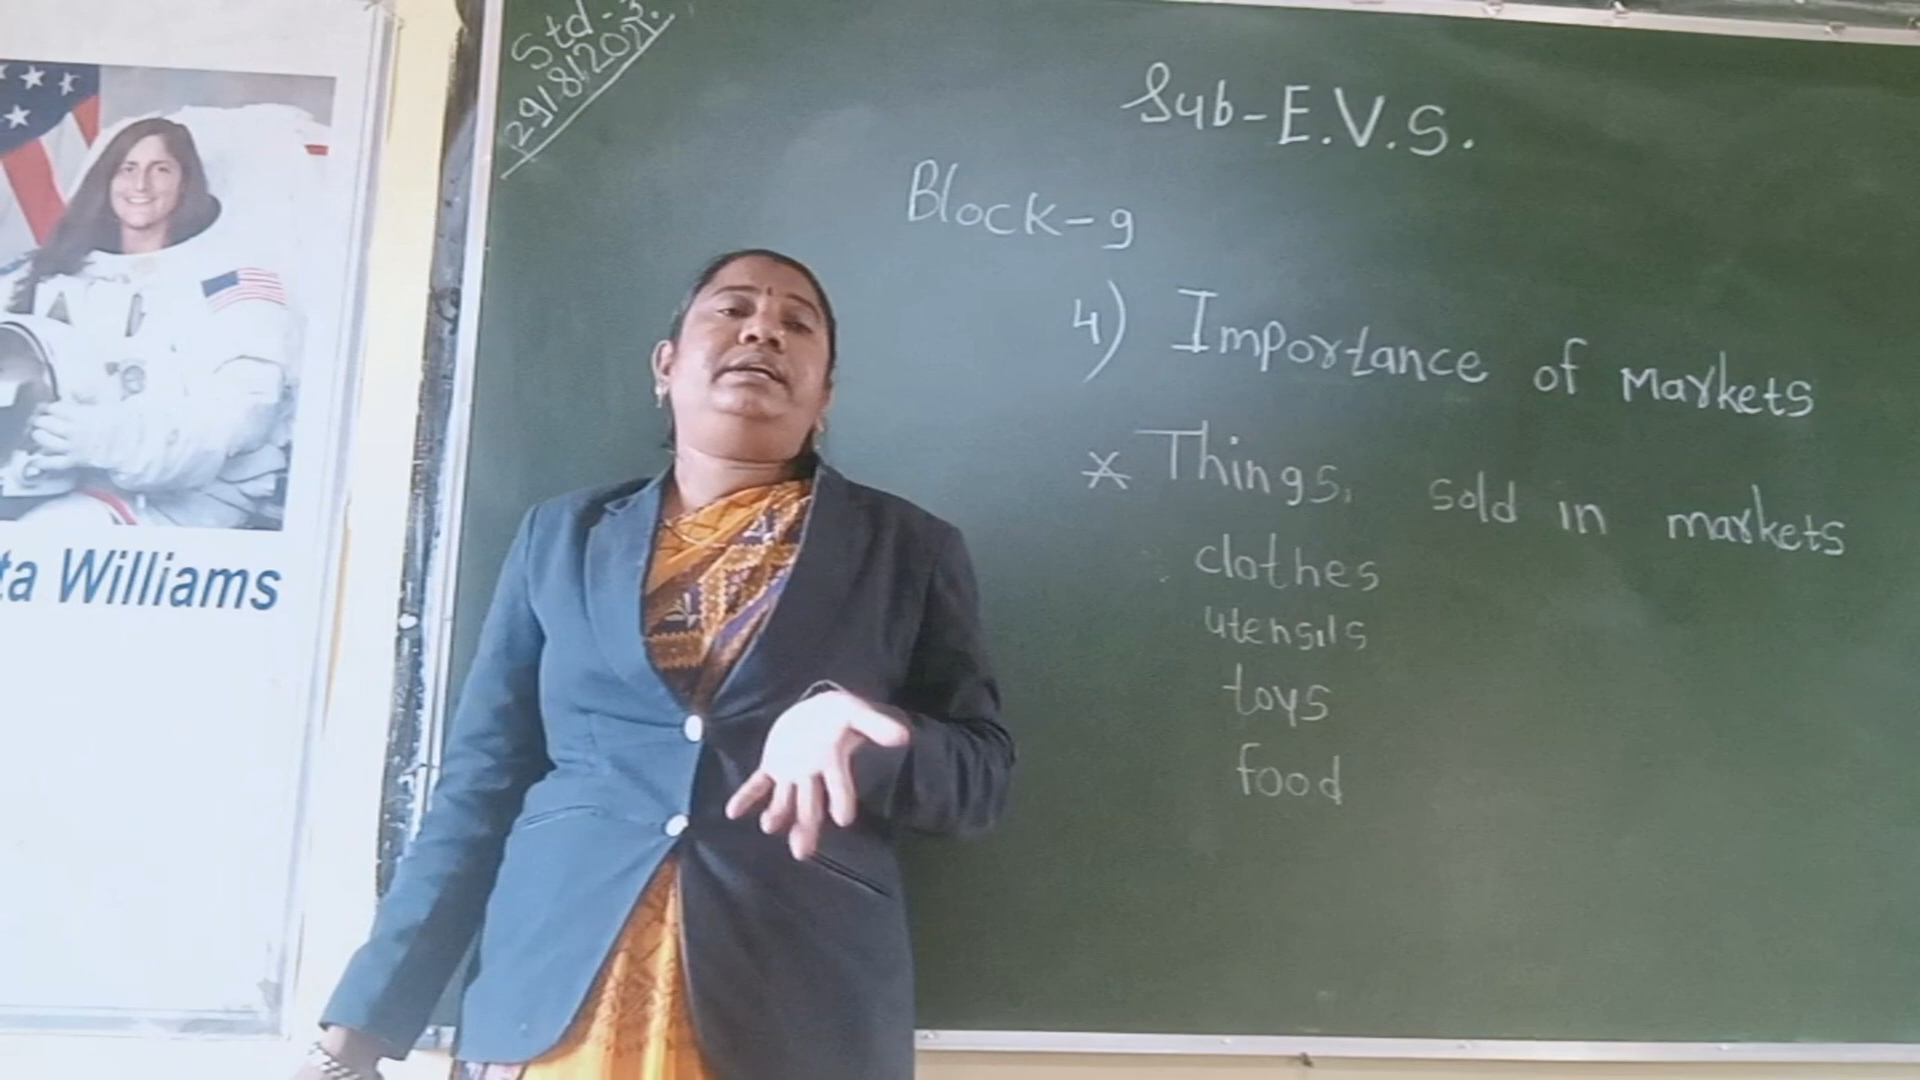 Std - 3
29/8/2021.
Sub - E.V.S.
Block - 9
4) Importance of Markets
* Things, sold in markets
clothes
utensils
toys
food
ta Williams